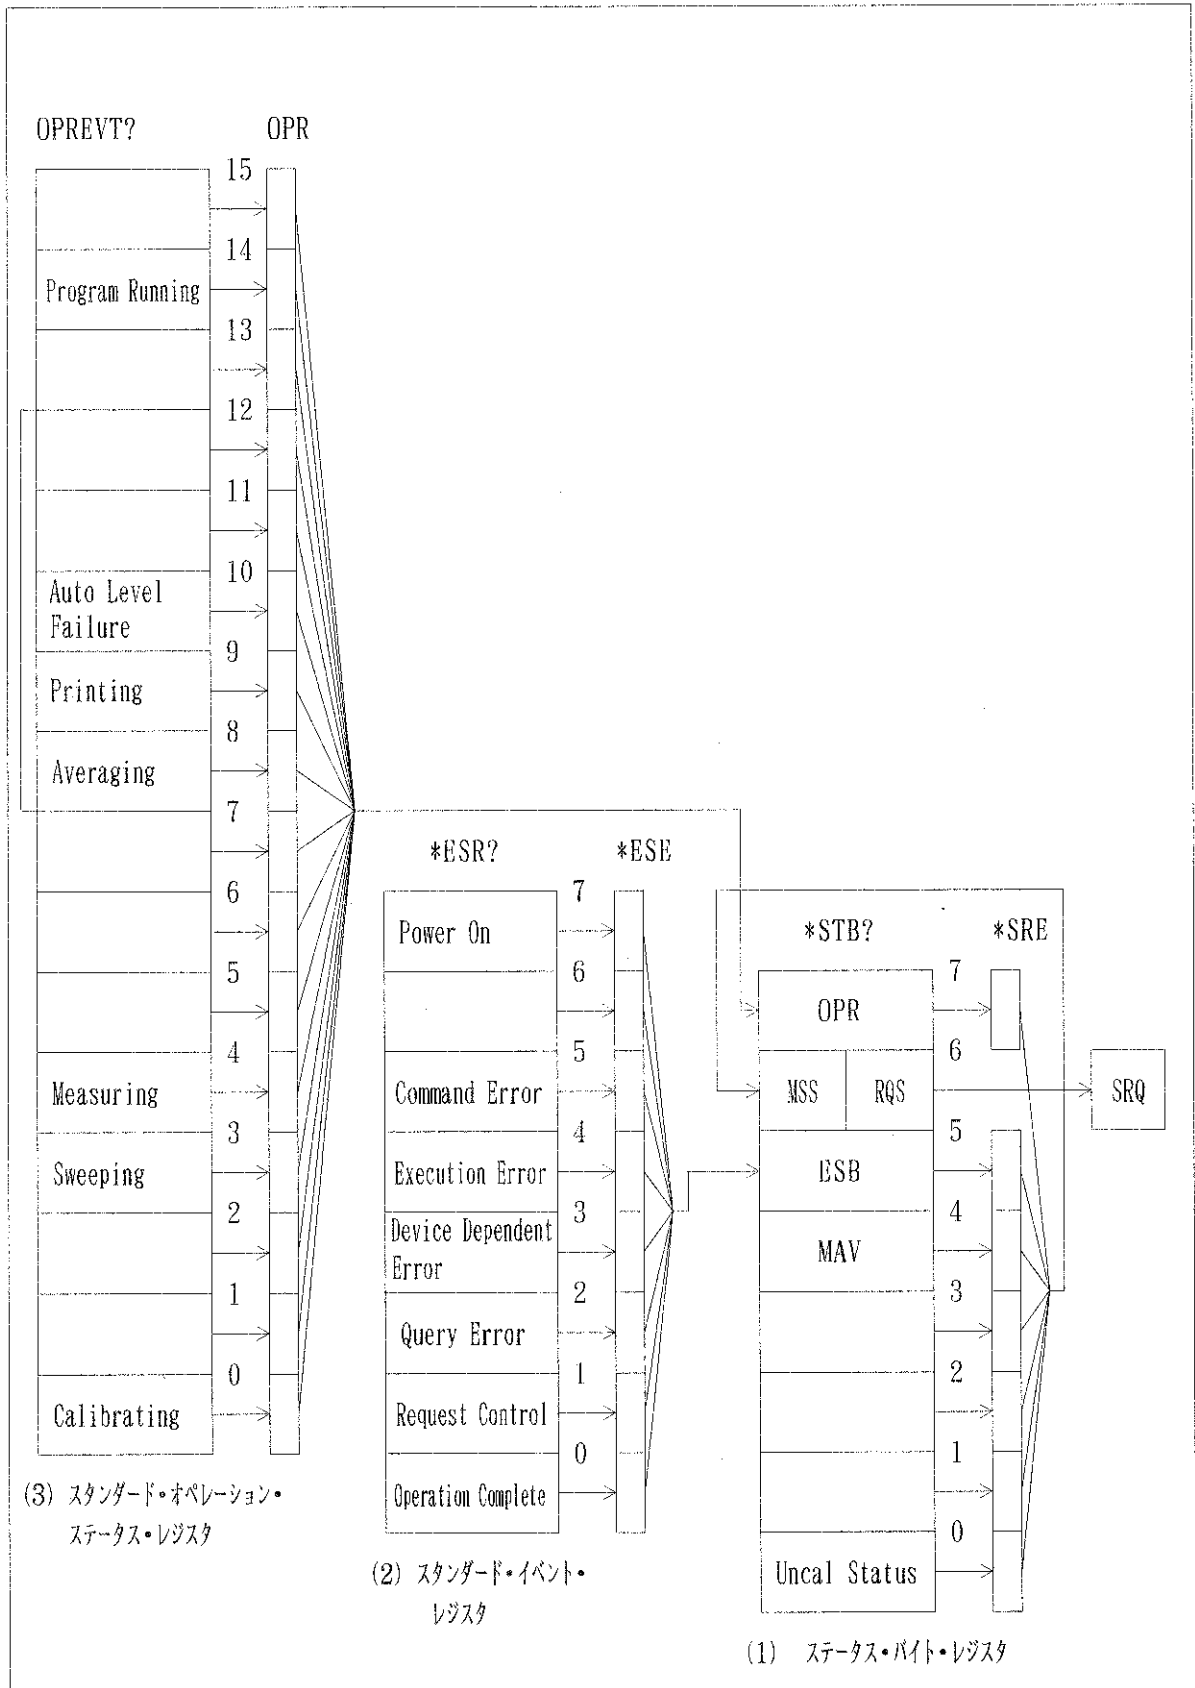 OPREVT? OPR
15
14
Program Running
13
12
11
10
Auto Level
Failure
9
Printing
8
Averaging
7
6
5
4
Measuring
3
Sweeping
2
1
0
Calibrating
(3) スタンダード・オペレーション・
ステータス・レジスタ
*ESR? *ESE
7
Power On
6
5
Command Error
4
Execution Error
3
Device Dependent
Error
2
Query Error
1
Request Control
0
Operation Complete
(2) スタンダード・イベント・
レジスタ
*STB? *SRE
7
OPR
6
MSS RQS SRQ
5
ESB
4
MAV
3
2
1
0
Uncal Status
(1) ステータス・バイト・レジスタ